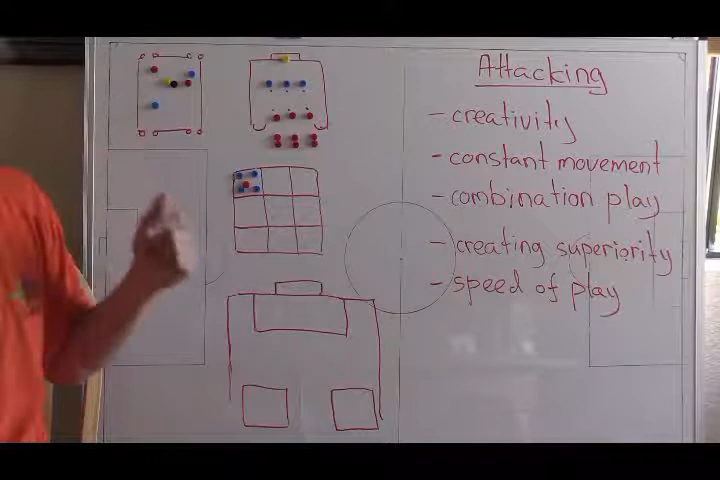 Attacking
- creativity
- constant movement
- combination play
- creating superiority
- speed of play